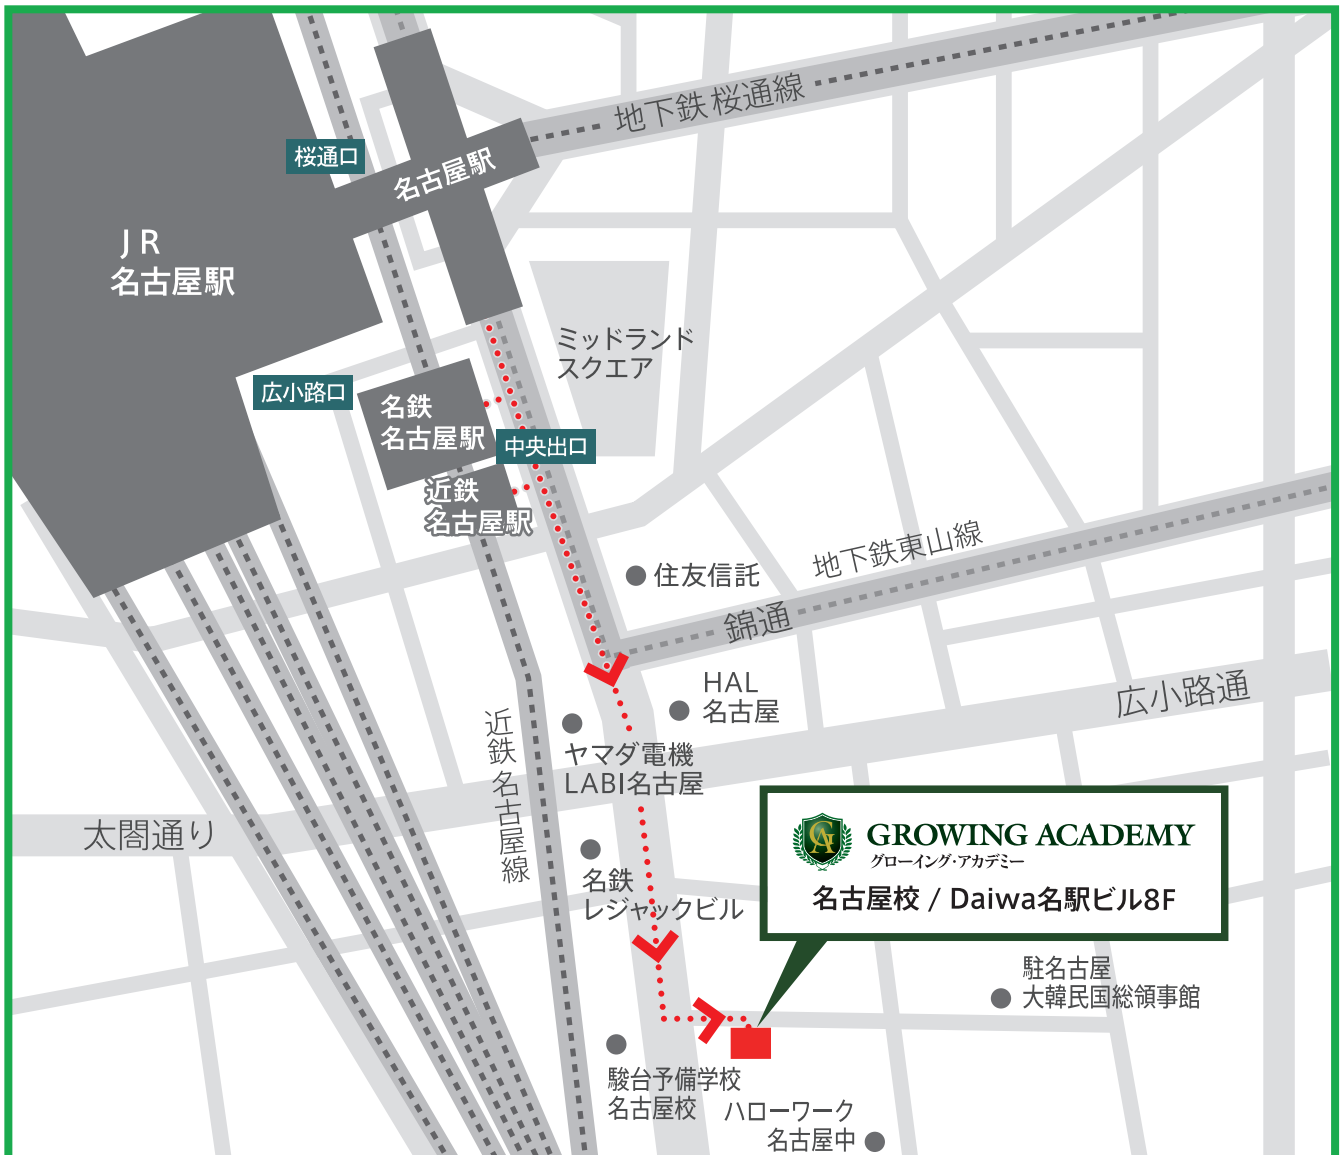 地下鉄 桜通線
桜通口
名古屋駅
JR
名古屋駅
ミッドランド
スクエア
広小路口
名鉄
名古屋駅
中央出口
近鉄
名古屋駅
地下鉄東山線
住友信託
錦通
HAL
名古屋
広小路通
近鉄名古屋線
ヤマダ電機
LABI名古屋
太閤通り
GA
GROWING ACADEMY
グローイング・アカデミー
名古屋校 / Daiwa名駅ビル8F
名鉄
レジャックビル
駐名古屋
大韓民国総領事館
駿台予備学校
名古屋校
ハローワーク
名古屋中